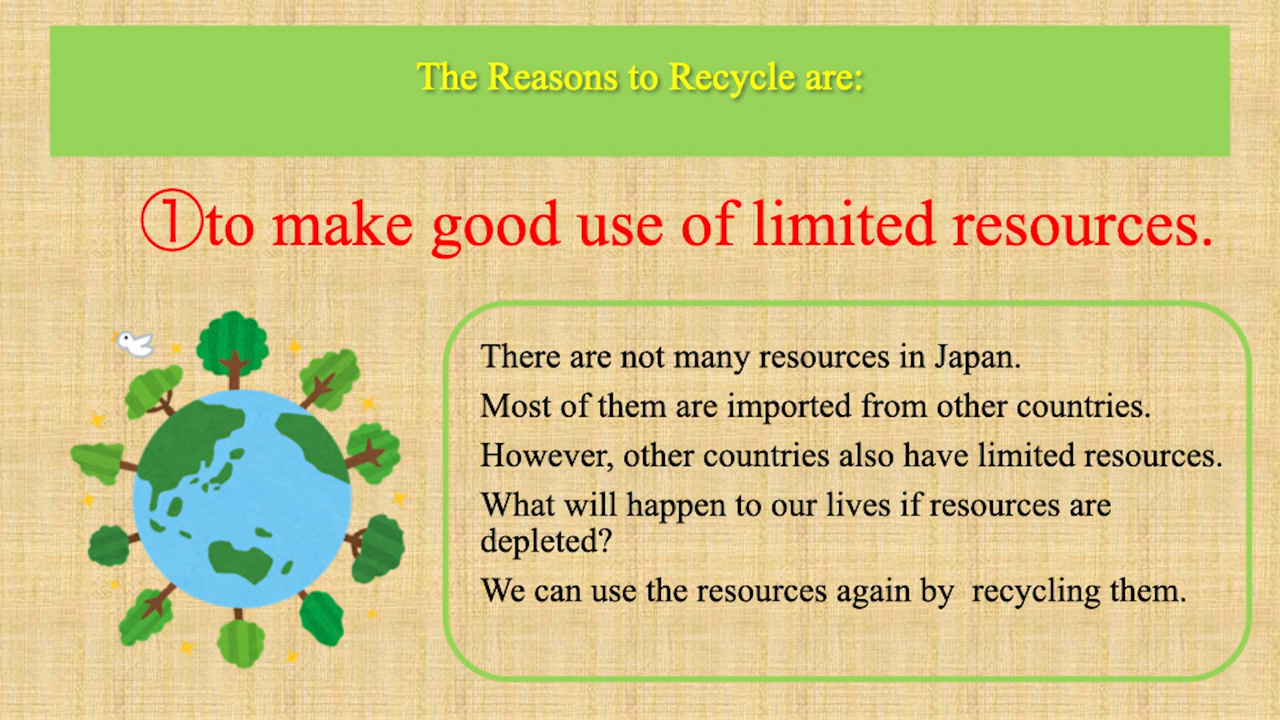 The Reasons to Recycle are:
①to make good use of limited resources.
There are not many resources in Japan.
Most of them are imported from other countries.
However, other countries also have limited resources.
What will happen to our lives if resources are
depleted?
We can use the resources again by  recycling them.